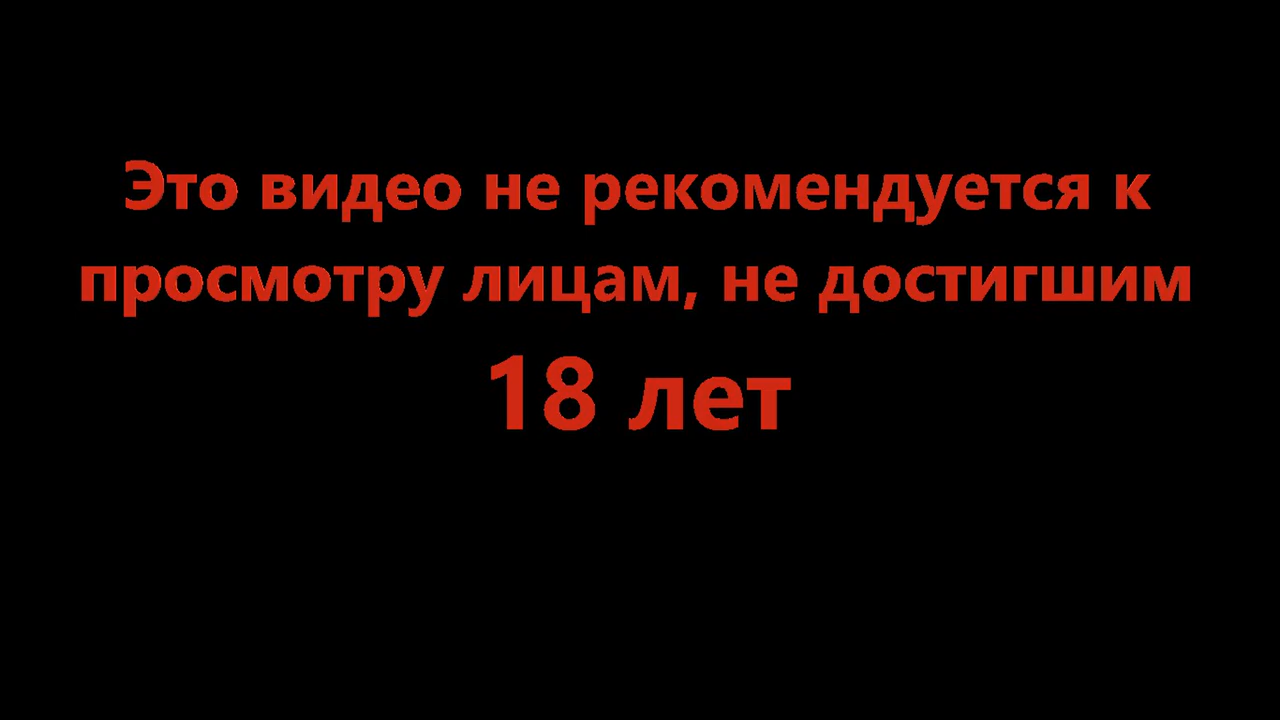 Это видео не рекомендуется к
просмотру лицам, не достигшим
18 лет